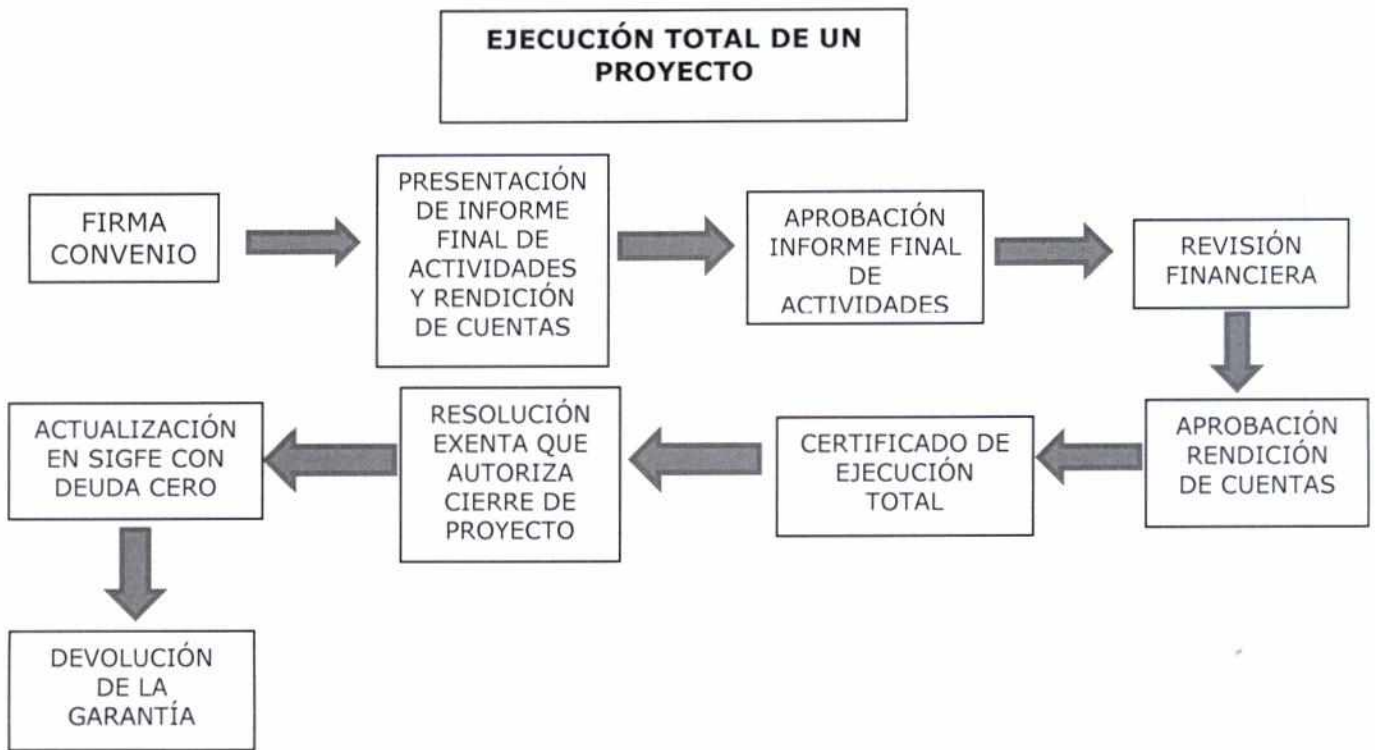 EJECUCIÓN TOTAL DE UN
PROYECTO
FIRMA
CONVENIO
PRESENTACIÓN
DE INFORME
FINAL DE
ACTIVIDADES
Y RENDICIÓN
DE CUENTAS
APROBACIÓN
INFORME FINAL
DE
ACTIVIDADES
REVISIÓN
FINANCIERA
APROBACIÓN
RENDICIÓN
DE CUENTAS
CERTIFICADO DE
EJECUCIÓN
TOTAL
RESOLUCIÓN
EXENTA QUE
AUTORIZA
CIERRE DE
PROYECTO
ACTUALIZACIÓN
EN SIGFE CON
DEUDA CERO
DEVOLUCIÓN
DE LA
GARANTÍA